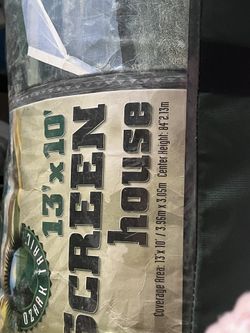 13' x 10'
SCREEN
house
Coverage Area: 13' x 10' / 3.96m x 3.05m Center Height: 84"2.13m
OZARK TRAIL